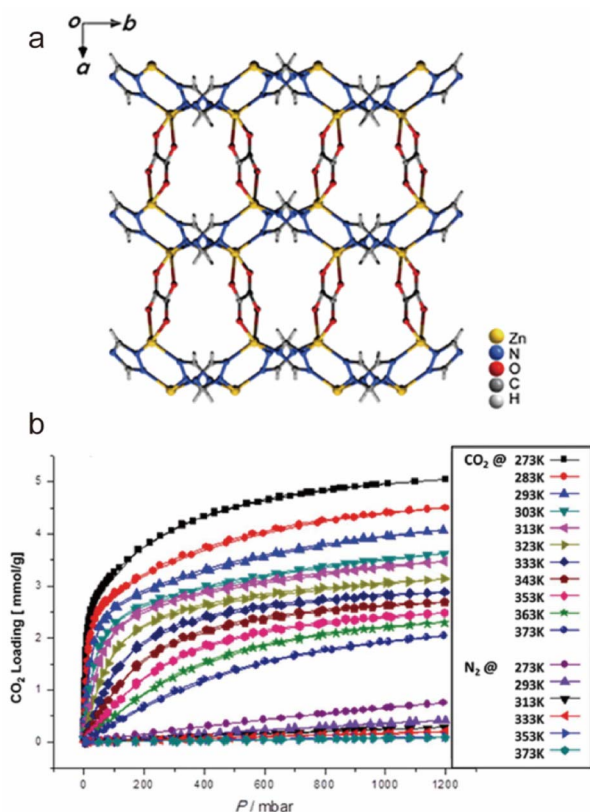 a
o
b
a
Zn
N
O
C
H
b
CO2 Loading [ mmol/g]
5
4
3
2
1
0
0
200
400
600
800
1000
1200
P / mbar
CO2 @
273K
283K
293K
303K
313K
323K
333K
343K
353K
363K
373K
N2 @
273K
293K
313K
333K
353K
373K